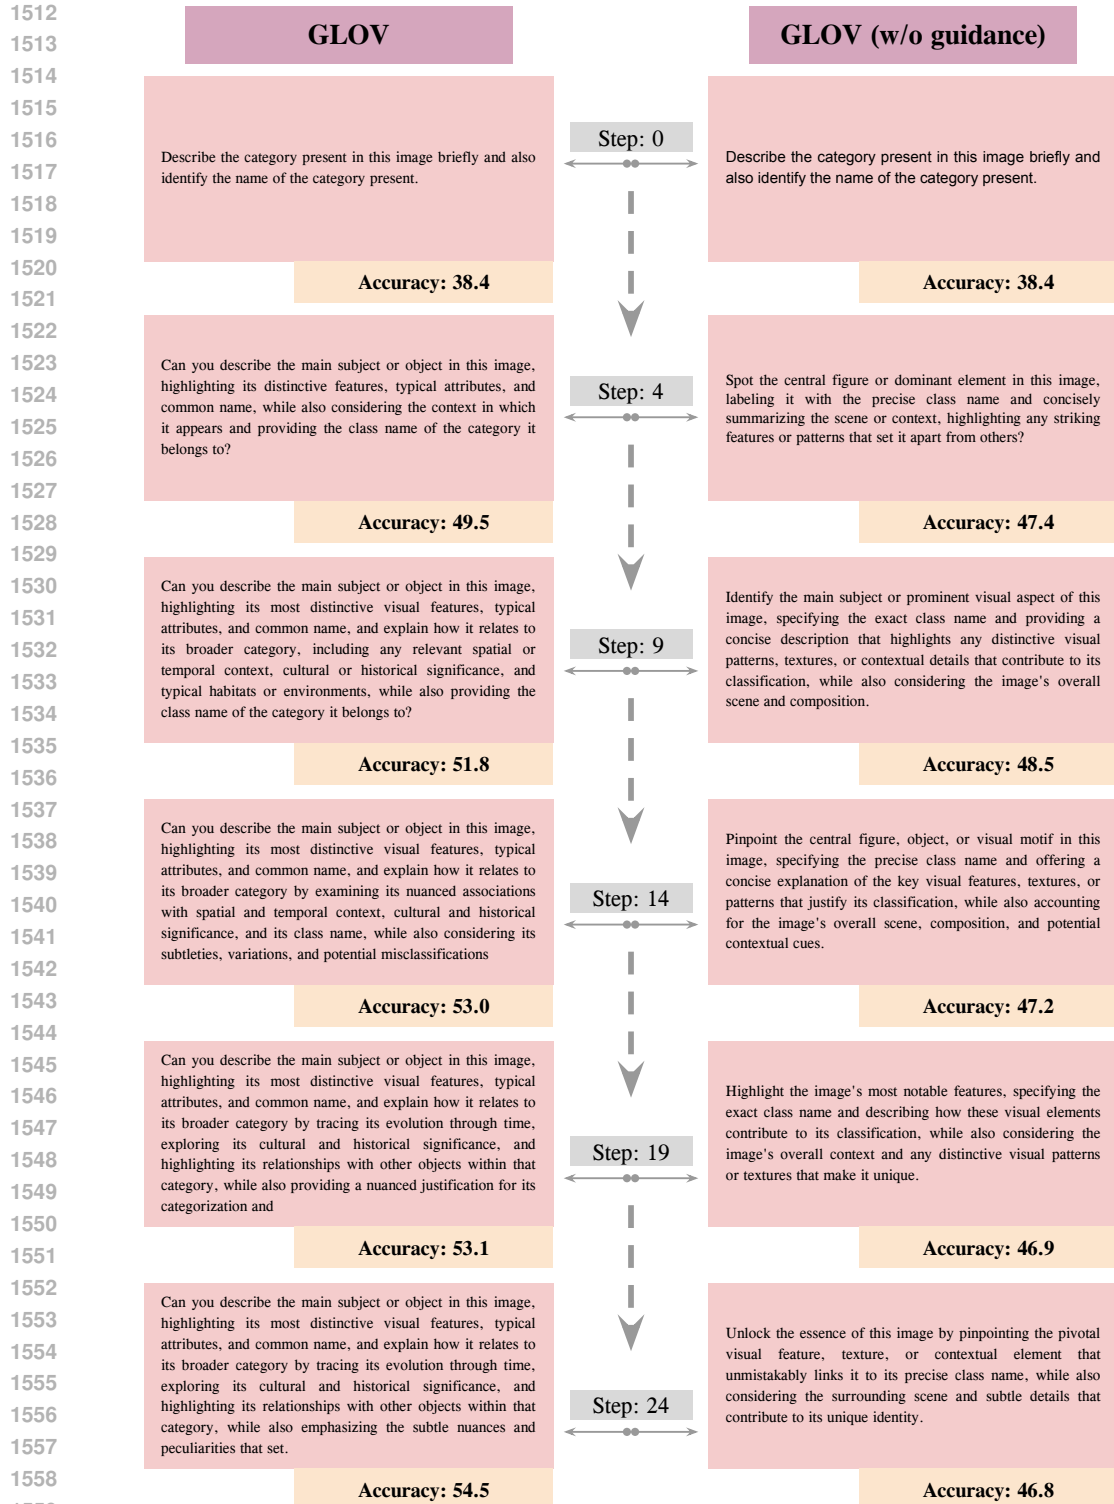 1512
1513
1514
1515
1516
1517
1518
1519
1520
1521
1522
1523
1524
1525
1526
1527
1528
1529
1530
1531
1532
1533
1534
1535
1536
1537
1538
1539
1540
1541
1542
1543
1544
1545
1546
1547
1548
1549
1550
1551
1552
1553
1554
1555
1556
1557
1558
GLOV
GLOV (w/o guidance)
Describe the category present in this image briefly and also
identify the name of the category present.
Accuracy: 38.4
Step: 0
Describe the category present in this image briefly and
also identify the name of the category present.
Accuracy: 38.4
Can you describe the main subject or object in this image,
highlighting its distinctive features, typical attributes, and
common name, while also considering the context in which
it appears and providing the class name of the category it
belongs to?
Accuracy: 49.5
Step: 4
Spot the central figure or dominant element in this image,
labeling it with the precise class name and concisely
summarizing the scene or context, highlighting any striking
features or patterns that set it apart from others?
Accuracy: 47.4
Can you describe the main subject or object in this image,
highlighting its most distinctive visual features, typical
attributes, and common name, and explain how it relates to
its broader category, including any relevant spatial or
temporal context, cultural or historical significance, and
typical habitats or environments, while also providing the
class name of the category it belongs to?
Accuracy: 51.8
Step: 9
Identify the main subject or prominent visual aspect of this
image, specifying the exact class name and providing a
concise description that highlights any distinctive visual
patterns, textures, or contextual details that contribute to its
classification, while also considering the image's overall
scene and composition.
Accuracy: 48.5
Can you describe the main subject or object in this image,
highlighting its most distinctive visual features, typical
attributes, and common name, and explain how it relates to
its broader category by examining its nuanced associations
with spatial and temporal context, cultural and historical
significance, and its class name, while also considering its
subtleties, variations, and potential misclassifications
Accuracy: 53.0
Step: 14
Pinpoint the central figure, object, or visual motif in this
image, specifying the precise class name and offering a
concise explanation of the key visual features, textures, or
patterns that justify its classification, while also accounting
for the image's overall scene, composition, and potential
contextual cues.
Accuracy: 47.2
Can you describe the main subject or object in this image,
highlighting its most distinctive visual features, typical
attributes, and common name, and explain how it relates to
its broader category by tracing its evolution through time,
exploring its cultural and historical significance, and
highlighting its relationships with other objects within that
category, while also providing a nuanced justification for its
categorization and
Accuracy: 53.1
Step: 19
Highlight the image's most notable features, specifying the
exact class name and describing how these visual elements
contribute to its classification, while also considering the
image's overall context and any distinctive visual patterns
or textures that make it unique.
Accuracy: 46.9
Can you describe the main subject or object in this image,
highlighting its most distinctive visual features, typical
attributes, and common name, and explain how it relates to
its broader category by tracing its evolution through time,
exploring its cultural and historical significance, and
highlighting its relationships with other objects within that
category, while also emphasizing the subtle nuances and
peculiarities that set.
Accuracy: 54.5
Step: 24
Unlock the essence of this image by pinpointing the pivotal
visual feature, texture, or contextual element that
unmistakably links it to its precise class name, while also
considering the surrounding scene and subtle details that
contribute to its unique identity.
Accuracy: 46.8